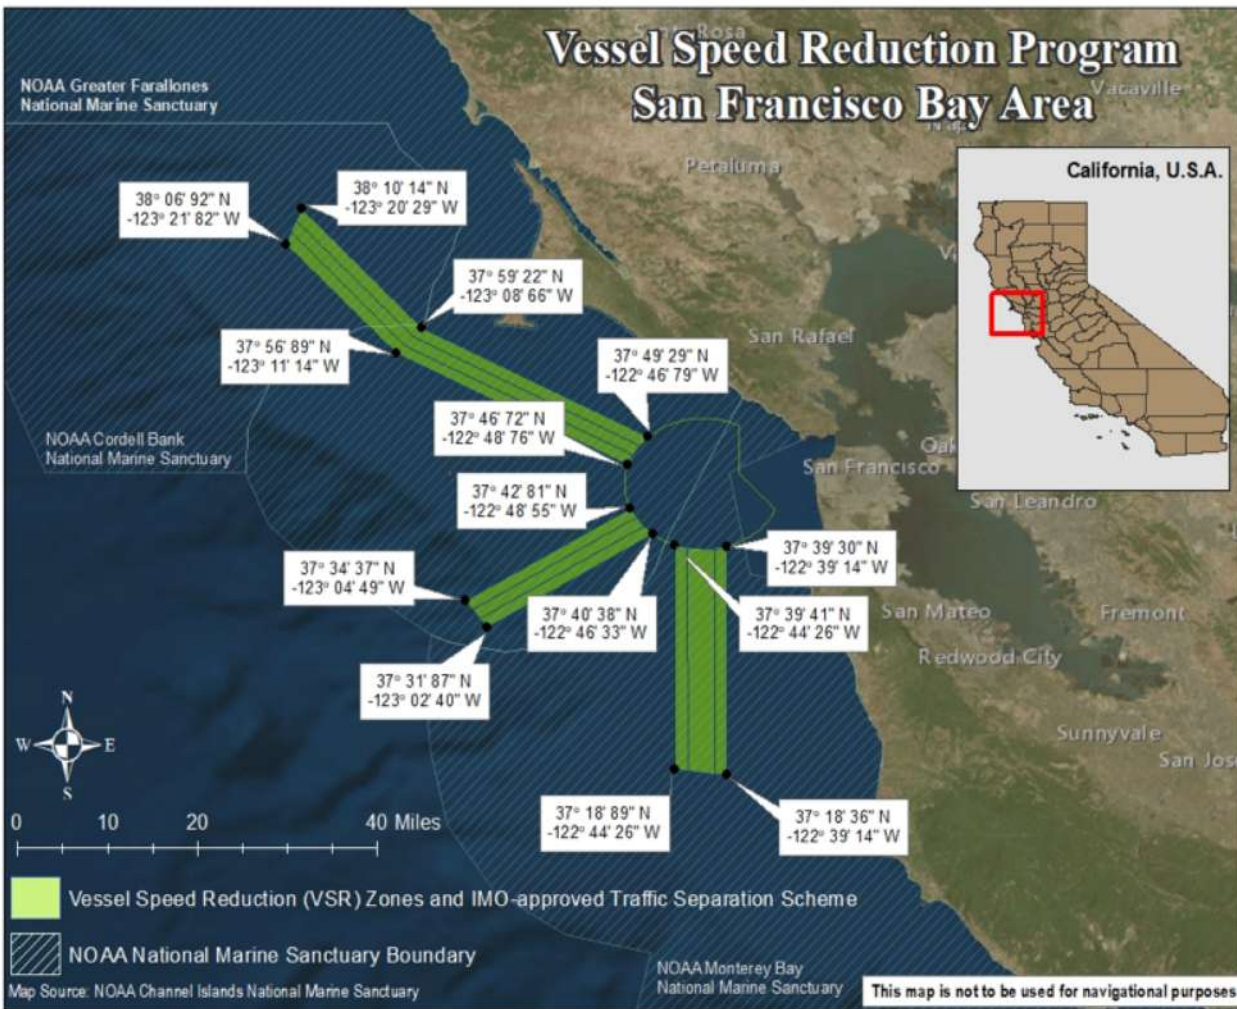 Vessel Speed Reduction Program
San Francisco Bay Area
Santa Rosa
Vacaville
Napa
Petaluma
NOAA Greater Farallones
National Marine Sanctuary
California, U.S.A.
38° 06' 92" N
-123° 21' 82" W
38° 10' 14" N
-123° 20' 29" W
37° 59' 22" N
-123° 08' 66" W
37° 56' 89" N
-123° 11' 14" W
37° 49' 29" N
-122° 46' 79" W
San Rafael
37° 46' 72" N
-122° 48' 76" W
NOAA Cordell Bank
National Marine Sanctuary
San Francisco
San Leandro
37° 42' 81" N
-122° 48' 55" W
37° 34' 37" N
-123° 04' 49" W
37° 40' 38" N
-122° 46' 33" W
37° 39' 30" N
-122° 39' 14" W
37° 39' 41" N
-122° 44' 26" W
San Mateo
Fremont
Redwood City
37° 31' 87" N
-123° 02' 40" W
Sunnyvale
San Jos
N
W E
S
37° 18' 89" N
-122° 44' 26" W
37° 18' 36" N
-122° 39' 14" W
0 10 20 40 Miles
Vessel Speed Reduction (VSR) Zones and IMO-approved Traffic Separation Scheme
NOAA National Marine Sanctuary Boundary
Map Source: NOAA Channel Islands National Marine Sanctuary
NOAA Monterey Bay
National Marine Sanctuary
This map is not to be used for navigational purposes